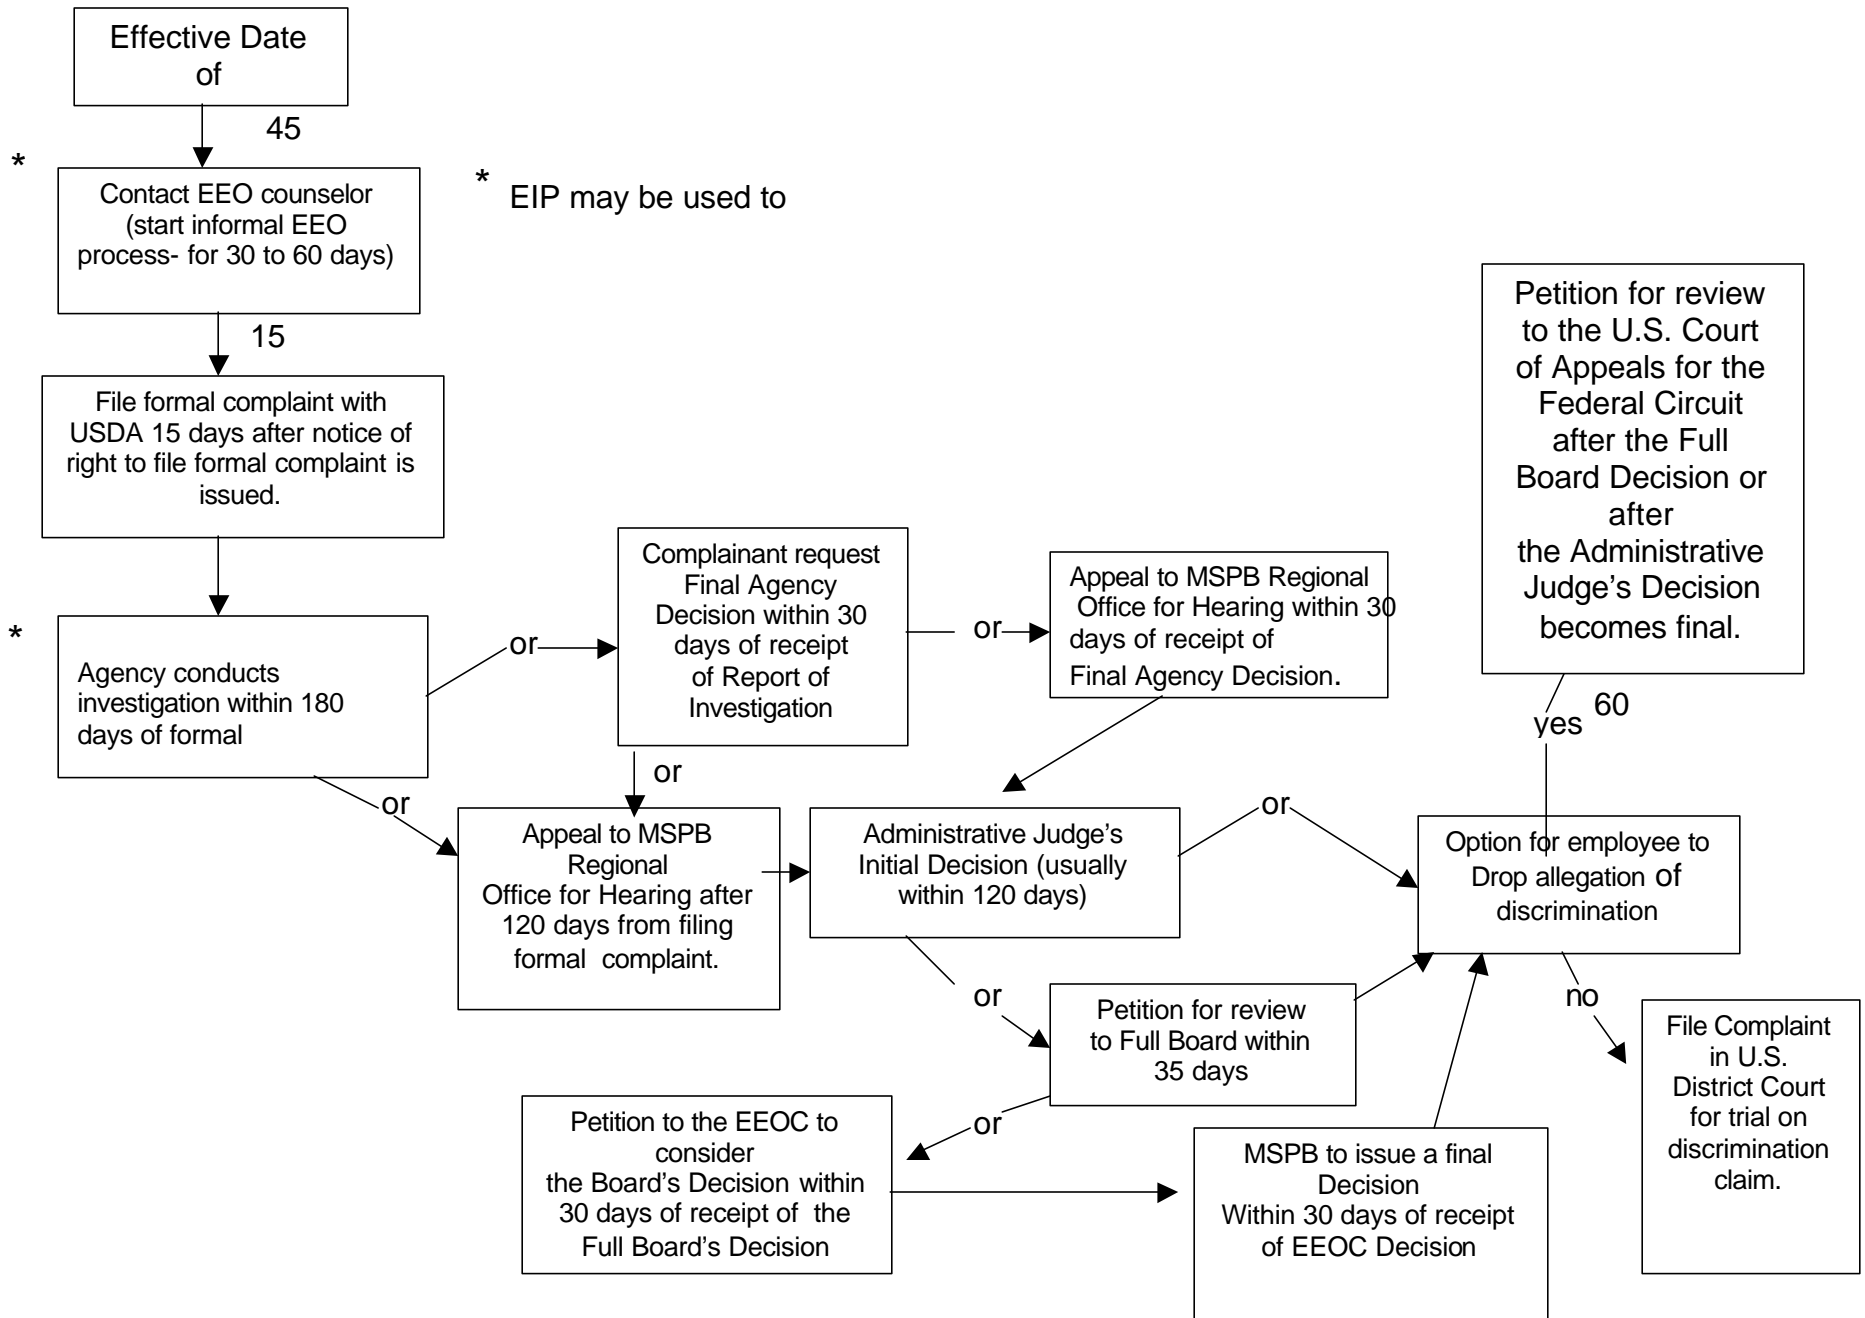 Effective Date
of
45
*
Contact EEO counselor
(start informal EEO
process- for 30 to 60 days)
* EIP may be used to
15
File formal complaint with
USDA 15 days after notice of
right to file formal complaint is
issued.
*
Agency conducts
investigation within 180
days of formal
or
Complainant request
Final Agency
Decision within 30
days of receipt
of Report of
Investigation
or
Appeal to MSPB Regional
Office for Hearing within 30
days of receipt of
Final Agency Decision.
Petition for review
to the U.S. Court
of Appeals for the
Federal Circuit
after the Full
Board Decision or
after
the Administrative
Judge’s Decision
becomes final.
60
yes
or
or
Appeal to MSPB
Regional
Office for Hearing after
120 days from filing
formal complaint.
Administrative Judge’s
Initial Decision (usually
within 120 days)
or
Option for employee to
Drop allegation of
discrimination
or
Petition for review
to Full Board within
35 days
no
File Complaint
in U.S.
District Court
for trial on
discrimination
claim.
or
Petition to the EEOC to
consider
the Board’s Decision within
30 days of receipt of the
Full Board’s Decision
MSPB to issue a final
Decision
Within 30 days of receipt
of EEOC Decision